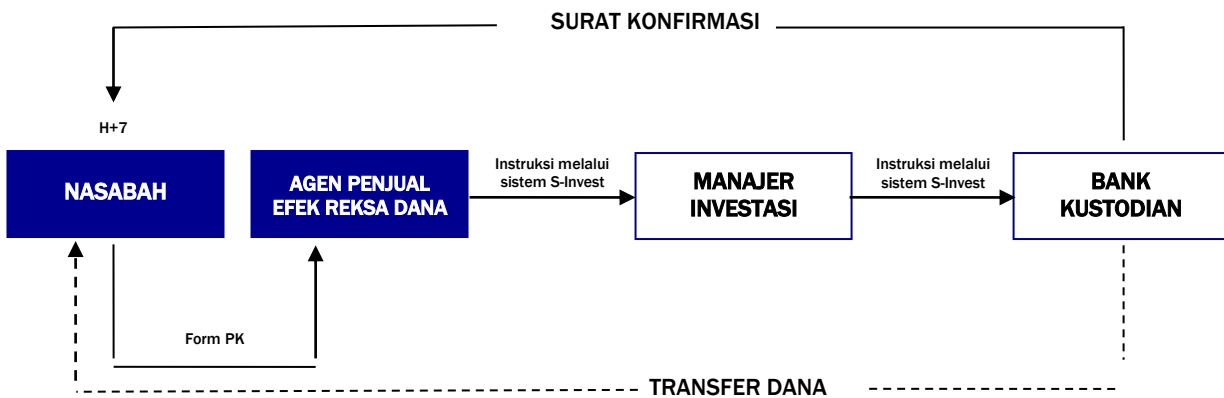 SURAT KONFIRMASI
H+7
NASABAH
AGEN PENJUAL
EFEK REKSA DANA
Instruksi melalui
sistem S-Invest
MANAJER
INVESTASI
Instruksi melalui
sistem S-Invest
BANK
KUSTODIAN
Form PK
TRANSFER DANA